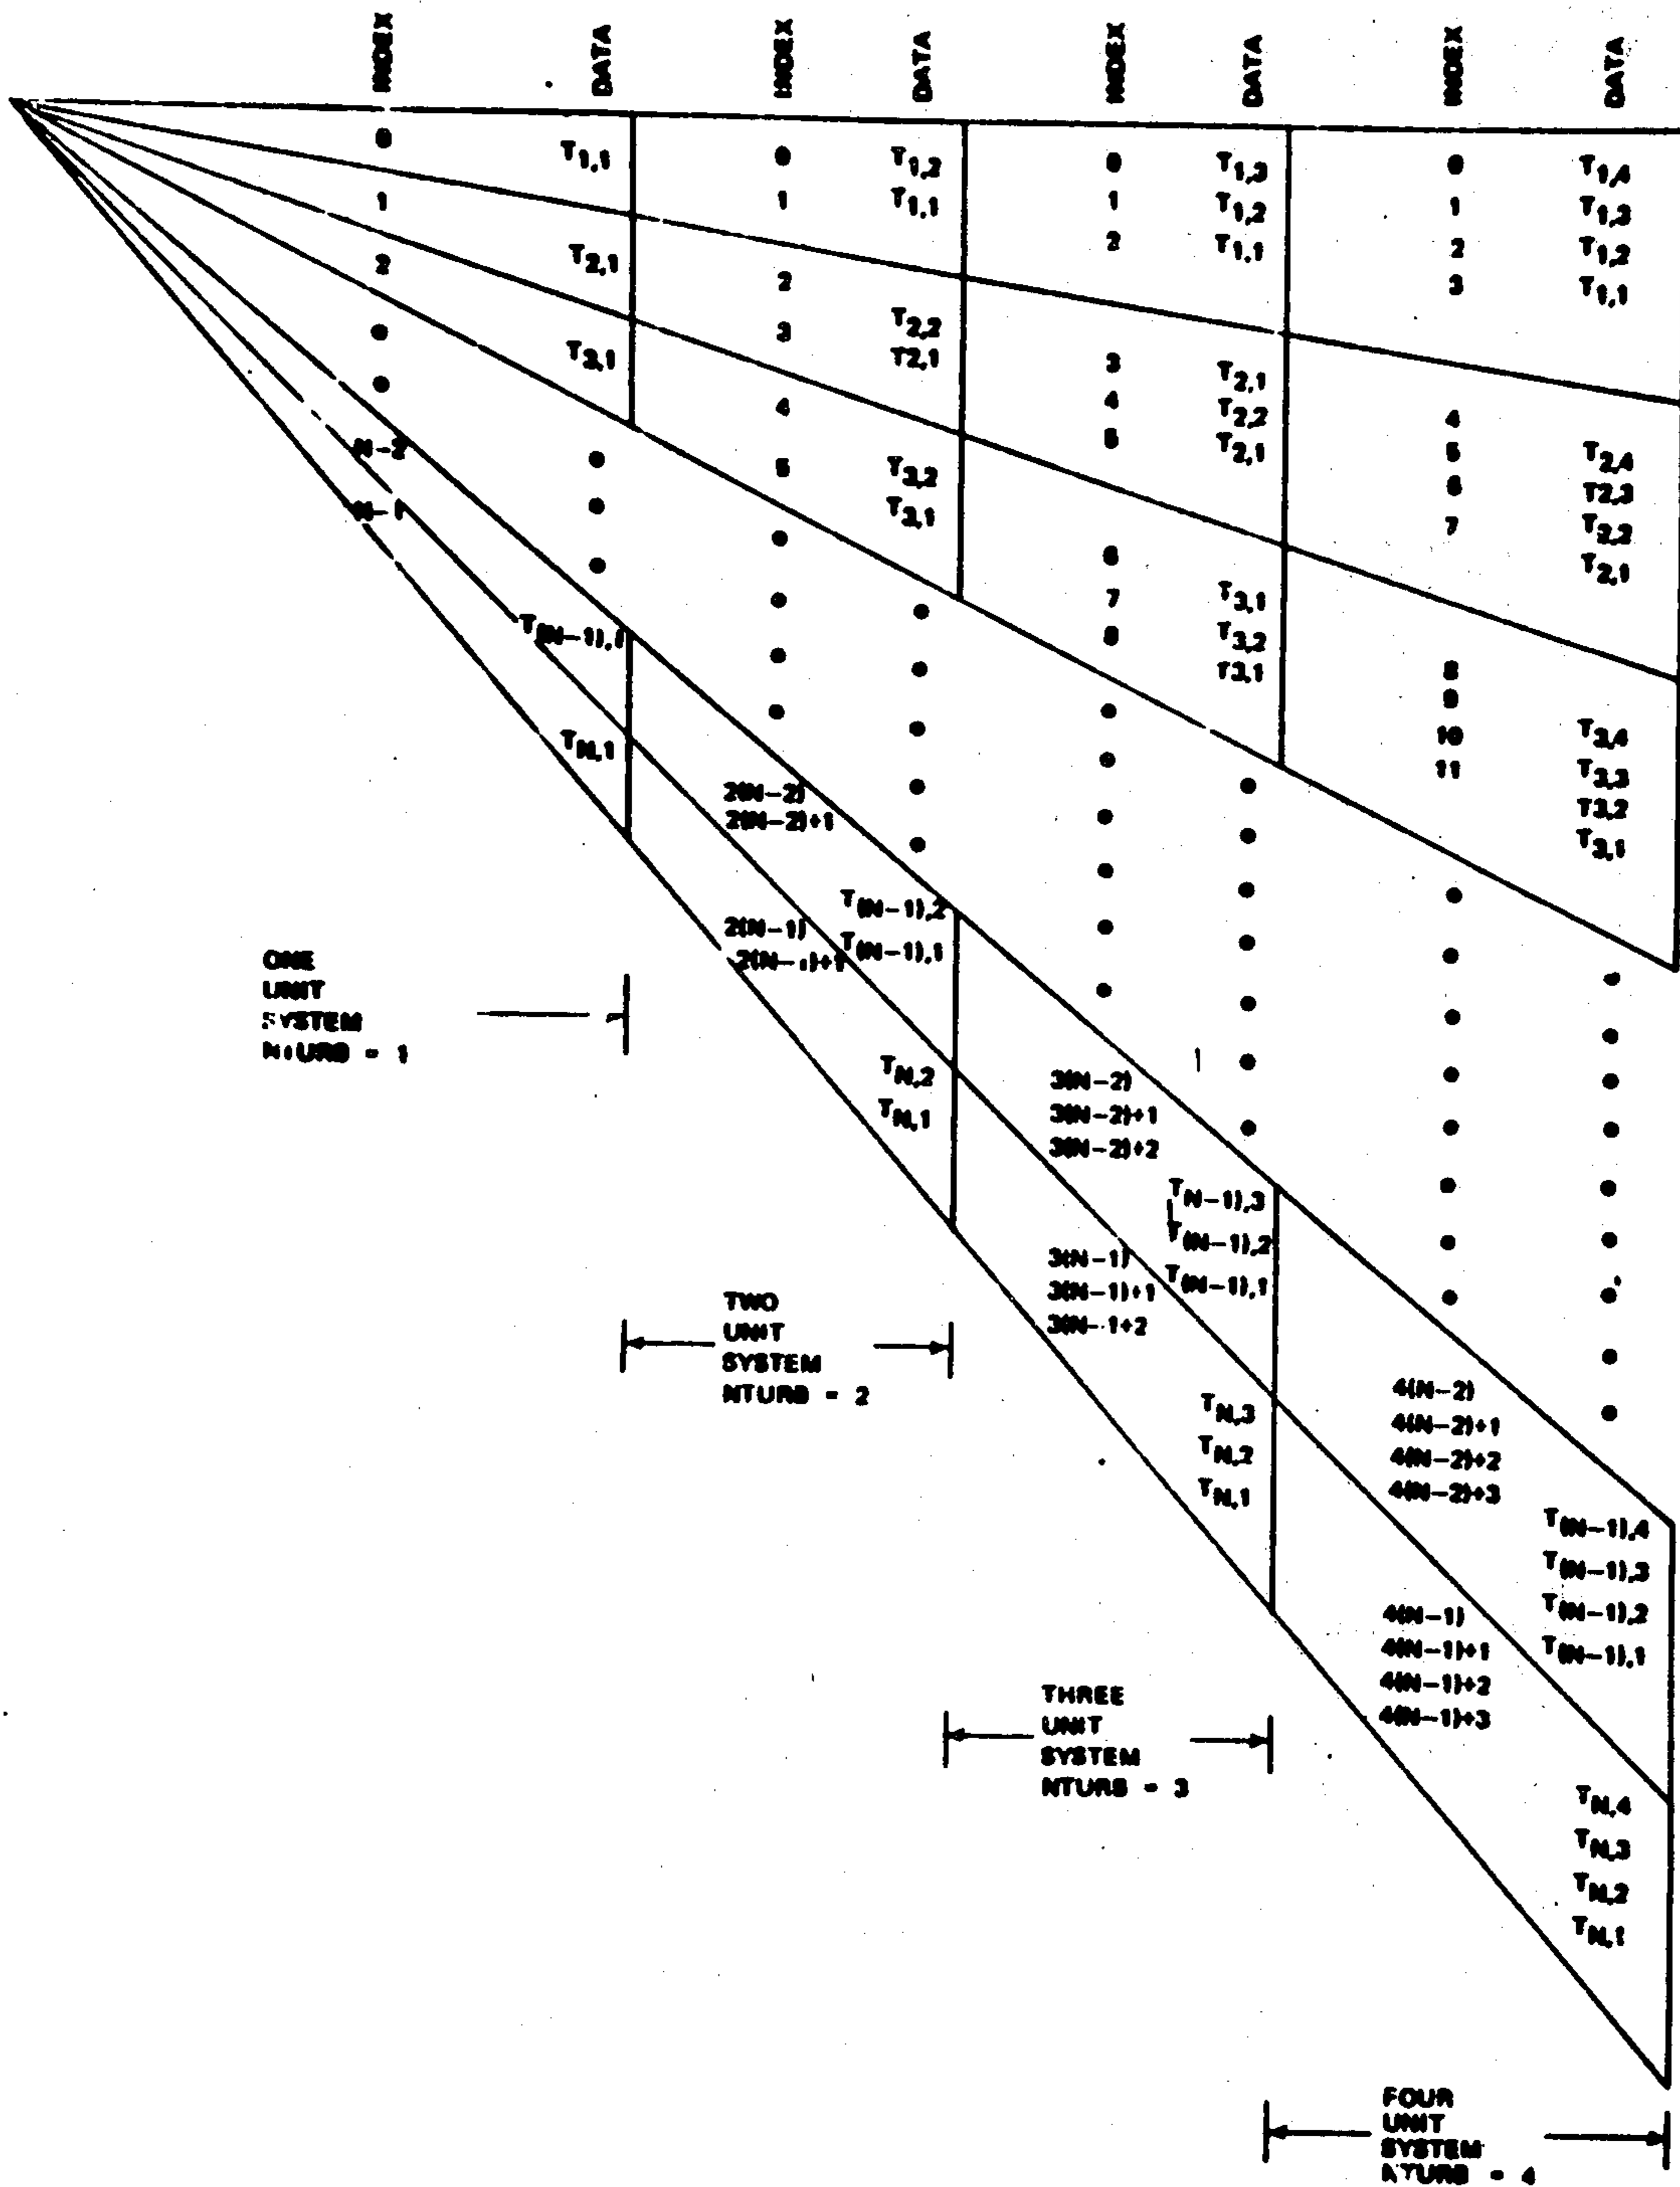 INDEX DATA INDEX DATA INDEX DATA INDEX DATA
0
1
2
N-2
N-1
T1,1
T2,1
T3,1
T(N-1),1
TN,1
0
1
2
3
4
5
2(N-2)
2(N-2)+1
2(N-1)
T1,2
T1,1
T2,2
T2,1
T3,2
T3,1
T(N-1),2
T(N-1),1
TN,2
TN,1
0
1
2
3
4
5
6
7
8
3(N-2)
3(N-2)+1
3(N-2)+2
3(N-1)
3(N-1)+1
3(N-1+2
T1,3
T1,2
T1,1
T2,1
T2,2
T2,1
T3,1
T3,2
T3,1
TN-1),3
T(N-1),2
T(N-1),1
TN,3
TN,2
TN,1
0
1
2
3
4
5
6
7
8
9
10
11
4(N-2)
4(N-2)+1
4(N-2)+2
4(N-2)+3
4(N-1)
4(N-1)+1
4(N-1)+2
4(N-1)+3
T1,4
T1,3
T1,2
T1,1
T2,4
T2,3
T2,2
T2,1
T3,4
T3,3
T3,2
T3,1
T(N-1),4
T(N-1),3
T(N-1),2
T(N-1),1
TN,4
TN,3
TN,2
TN,1
ONE
UNIT
SYSTEM
NTURB = 1
TWO
UNIT
SYSTEM
NTURB = 2
THREE
UNIT
SYSTEM
NTURB = 3
FOUR
UNIT
SYSTEM
NTURB = 4